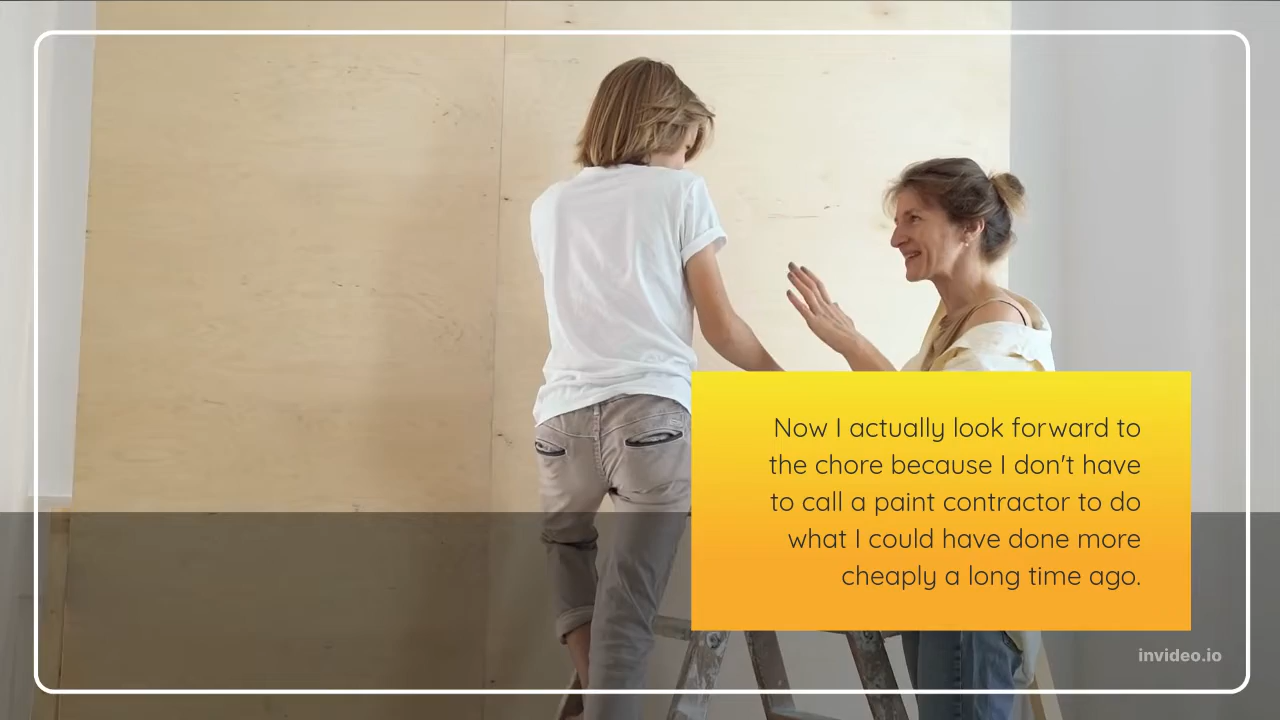 Now I actually look forward to
the chore because I don't have
to call a paint contractor to do
what I could have done more
cheaply a long time ago.
invideo.io